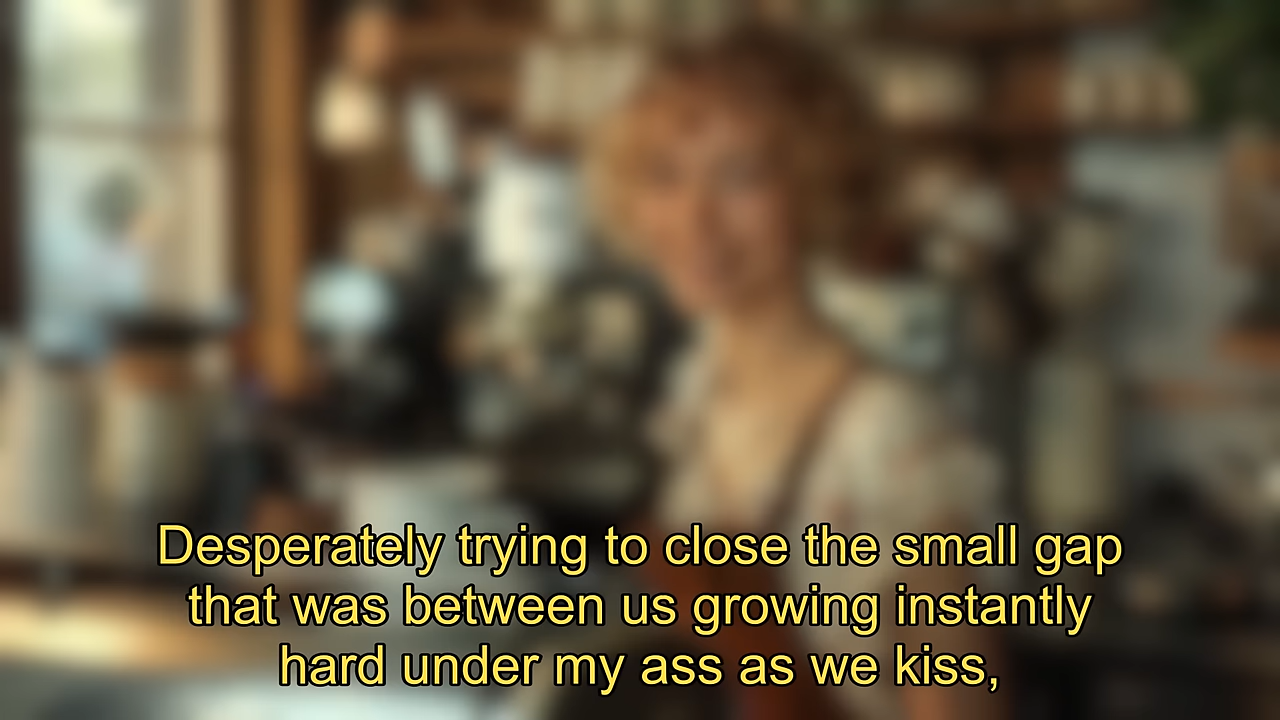 Desperately trying to close the small gap
that was between us growing instantly
hard under my ass as we kiss,